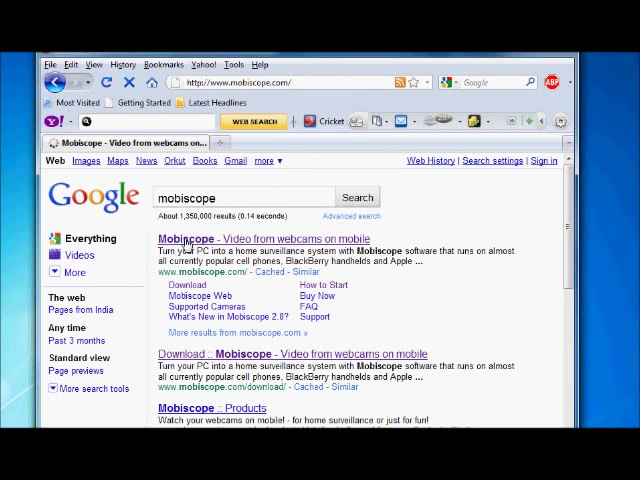 File Edit View History Bookmarks Yahoo! Tools Help
http://www.mobiscope.com/ Google ABP
Most Visited Getting Started Latest Headlines
Y! WEB SEARCH Cricket
Mobiscope - Video from webcams on...
Web Images Maps News Orkut Books Gmail more ▼ Web History | Search settings | Sign in
Google mobiscope Search
About 1,350,000 results (0.14 seconds) Advanced search
Everything
Videos
More
The web
Pages from India
Any time
Past 3 months
Standard view
Page previews
More search tools
Mobiscope - Video from webcams on mobile
Turn your PC into a home surveillance system with Mobiscope software that runs on almost
all currently popular cell phones, BlackBerry handhelds and Apple ...
www.mobiscope.com/ - Cached - Similar
Download How to Start
Mobiscope Web Buy Now
Supported Cameras FAQ
What's New in Mobiscope 2.8? Support
More results from mobiscope.com »
Download :: Mobiscope - Video from webcams on mobile
Turn your PC into a home surveillance system with Mobiscope software that runs on almost
all currently popular cell phones, BlackBerry handhelds and Apple ...
www.mobiscope.com/download/ - Cached - Similar
Mobiscope :: Products
Watch your webcams on mobile! - for home surveillance or just for fun!